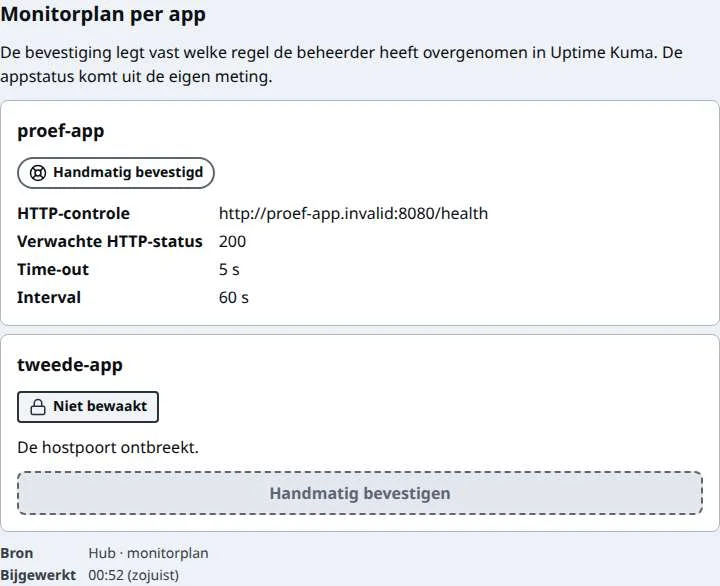 Monitorplan per app
De bevestiging legt vast welke regel de beheerder heeft overgenomen in Uptime Kuma. De
appstatus komt uit de eigen meting.
proef-app
Handmatig bevestigd
HTTP-controle http://proef-app.invalid:8080/health
Verwachte HTTP-status 200
Time-out 5 s
Interval 60 s
tweede-app
Niet bewaakt
De hostpoort ontbreekt.
Handmatig bevestigen
Bron Hub · monitorplan
Bijgewerkt 00:52 (zojuist)